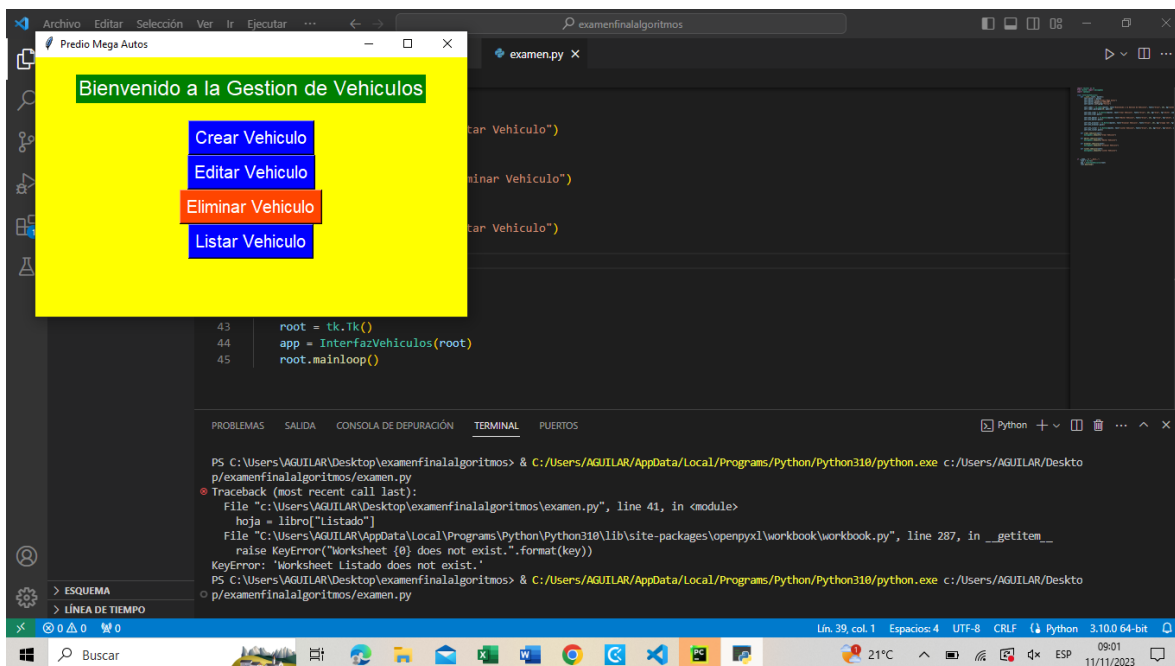 Archivo Editar Selección Ver Ir Ejecutar ··· examenfinalalgoritmos
Predio Mega Autos
examen.py
Bienvenido a la Gestion de Vehiculos
Crear Vehiculo
Editar Vehiculo
Eliminar Vehiculo
Listar Vehiculo
tar Vehiculo")
minar Vehiculo")
tar Vehiculo")
43 root = tk.Tk()
44 app = InterfazVehiculos(root)
45 root.mainloop()
PROBLEMAS SALIDA CONSOLA DE DEPURACIÓN TERMINAL PUERTOS Python
PS C:\Users\AGUILAR\Desktop\examenfinalalgoritmos> & C:/Users/AGUILAR/AppData/Local/Programs/Python/Python310/python.exe c:/Users/AGUILAR/Deskto
p/examenfinalalgoritmos/examen.py
Traceback (most recent call last):
File "c:\Users\AGUILAR\Desktop\examenfinalalgoritmos\examen.py", line 41, in <module>
hoja = libro["Listado"]
File "C:\Users\AGUILAR\AppData\Local\Programs\Python\Python310\lib\site-packages\openpyxl\workbook\workbook.py", line 287, in __getitem__
raise KeyError("Worksheet {0} does not exist.".format(key))
KeyError: 'Worksheet Listado does not exist.'
PS C:\Users\AGUILAR\Desktop\examenfinalalgoritmos> & C:/Users/AGUILAR/AppData/Local/Programs/Python/Python310/python.exe c:/Users/AGUILAR/Deskto
p/examenfinalalgoritmos/examen.py
> ESQUEMA
> LÍNEA DE TIEMPO
0 0 0 Lín. 39, col. 1 Espacios: 4 UTF-8 CRLF Python 3.10.0 64-bit
Buscar 21°C ESP 09:01
11/11/2023